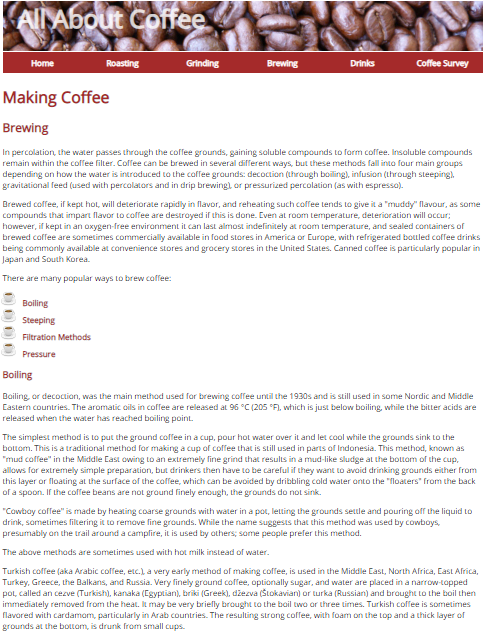 All About Coffee
Home Roasting Grinding Brewing Drinks Coffee Survey
Making Coffee
Brewing
In percolation, the water passes through the coffee grounds, gaining soluble compounds to form coffee. Insoluble compounds
remain within the coffee filter. Coffee can be brewed in several different ways, but these methods fall into four main groups
depending on how the water is introduced to the coffee grounds: decoction (through boiling), infusion (through steeping),
gravitational feed (used with percolators and in drip brewing), or pressurized percolation (as with espresso).
Brewed coffee, if kept hot, will deteriorate rapidly in flavor, and reheating such coffee tends to give it a "muddy" flavour, as some
compounds that impart flavor to coffee are destroyed if this is done. Even at room temperature, deterioration will occur;
however, if kept in an oxygen-free environment it can last almost indefinitely at room temperature, and sealed containers of
brewed coffee are sometimes commercially available in food stores in America or Europe, with refrigerated bottled coffee drinks
being commonly available at convenience stores and grocery stores in the United States. Canned coffee is particularly popular in
Japan and South Korea.
There are many popular ways to brew coffee:
Boiling
Steeping
Filtration Methods
Pressure
Boiling
Boiling, or decoction, was the main method used for brewing coffee until the 1930s and is still used in some Nordic and Middle
Eastern countries. The aromatic oils in coffee are released at 96 °C (205 °F), which is just below boiling, while the bitter acids are
released when the water has reached boiling point.
The simplest method is to put the ground coffee in a cup, pour hot water over it and let cool while the grounds sink to the
bottom. This is a traditional method for making a cup of coffee that is still used in parts of Indonesia. This method, known as
"mud coffee" in the Middle East owing to an extremely fine grind that results in a mud-like sludge at the bottom of the cup,
allows for extremely simple preparation, but drinkers then have to be careful if they want to avoid drinking grounds either from
this layer or floating at the surface of the coffee, which can be avoided by dribbling cold water onto the "floaters" from the back
of a spoon. If the coffee beans are not ground finely enough, the grounds do not sink.
"Cowboy coffee" is made by heating coarse grounds with water in a pot, letting the grounds settle and pouring off the liquid to
drink, sometimes filtering it to remove fine grounds. While the name suggests that this method was used by cowboys,
presumably on the trail around a campfire, it is used by others; some people prefer this method.
The above methods are sometimes used with hot milk instead of water.
Turkish coffee (aka Arabic coffee, etc.), a very early method of making coffee, is used in the Middle East, North Africa, East Africa,
Turkey, Greece, the Balkans, and Russia. Very finely ground coffee, optionally sugar, and water are placed in a narrow-topped
pot, called an cezve (Turkish), kanaka (Egyptian), briki (Greek), džezva (Štokavian) or turka (Russian) and brought to the boil then
immediately removed from the heat. It may be very briefly brought to the boil two or three times. Turkish coffee is sometimes
flavored with cardamom, particularly in Arab countries. The resulting strong coffee, with foam on the top and a thick layer of
grounds at the bottom, is drunk from small cups.